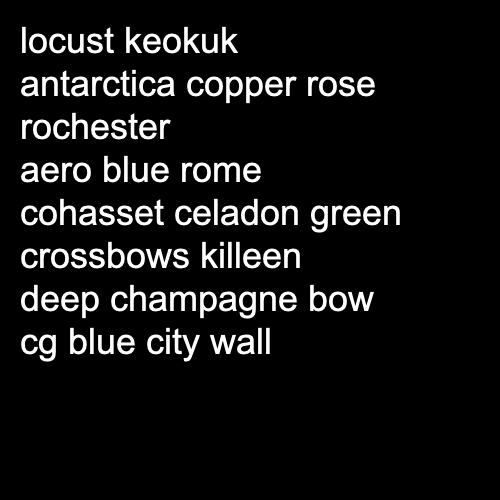 locust keokuk
antarctica copper rose
rochester
aero blue rome
cohasset celadon green
crossbows killeen
deep champagne bow
cg blue city wall